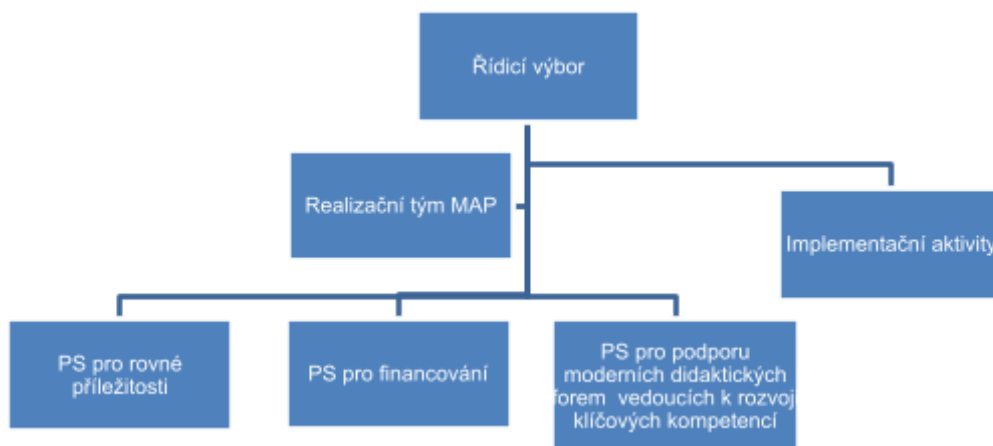 Řídicí výbor
Realizační tým MAP
Implementační aktivity
PS pro rovné
příležitosti
PS pro financování
PS pro podporu
moderních didaktických
forem vedoucích k rozvoj
klíčových kompetencí